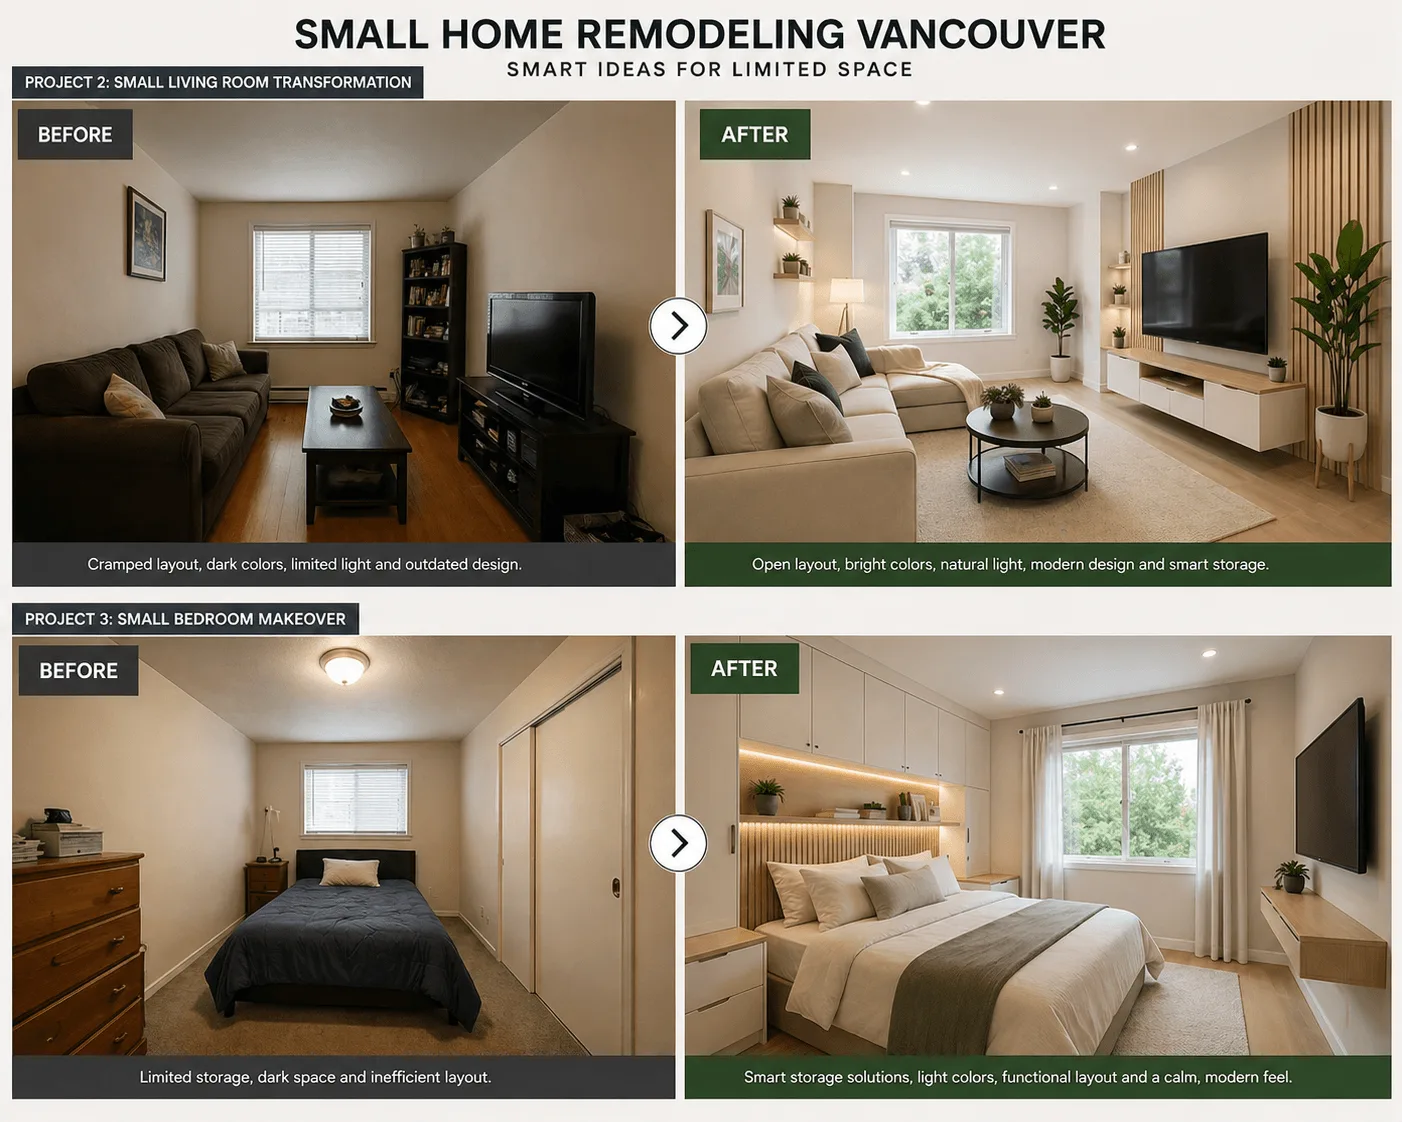 SMALL HOME REMODELING VANCOUVER
SMART IDEAS FOR LIMITED SPACE
PROJECT 2: SMALL LIVING ROOM TRANSFORMATION
BEFORE
AFTER
Cramped layout, dark colors, limited light and outdated design.
Open layout, bright colors, natural light, modern design and smart storage.
PROJECT 3: SMALL BEDROOM MAKEOVER
BEFORE
AFTER
Limited storage, dark space and inefficient layout.
Smart storage solutions, light colors, functional layout and a calm, modern feel.